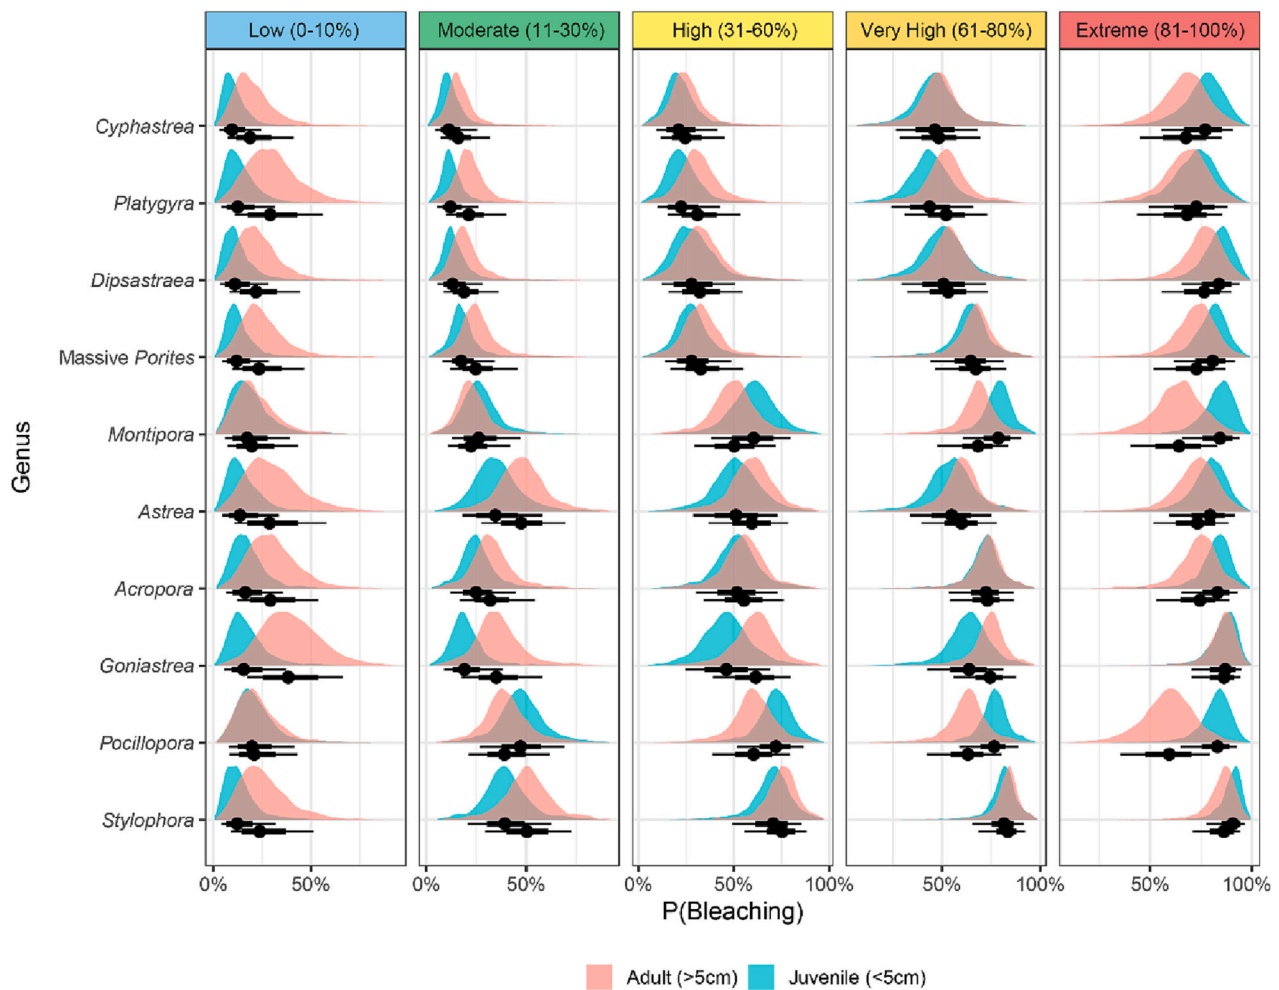 Low (0-10%) Moderate (11-30%) High (31-60%) Very High (61-80%) Extreme (81-100%)
Genus
Cyphastrea
Platygyra
Dipsastraea
Massive Porites
Montipora
Astrea
Acropora
Goniastrea
Pocillopora
Stylophora
0% 50% 0% 50% 0% 50% 100% 50% 100% 50% 100%
P(Bleaching)
Adult (>5cm) Juvenile (<5cm)